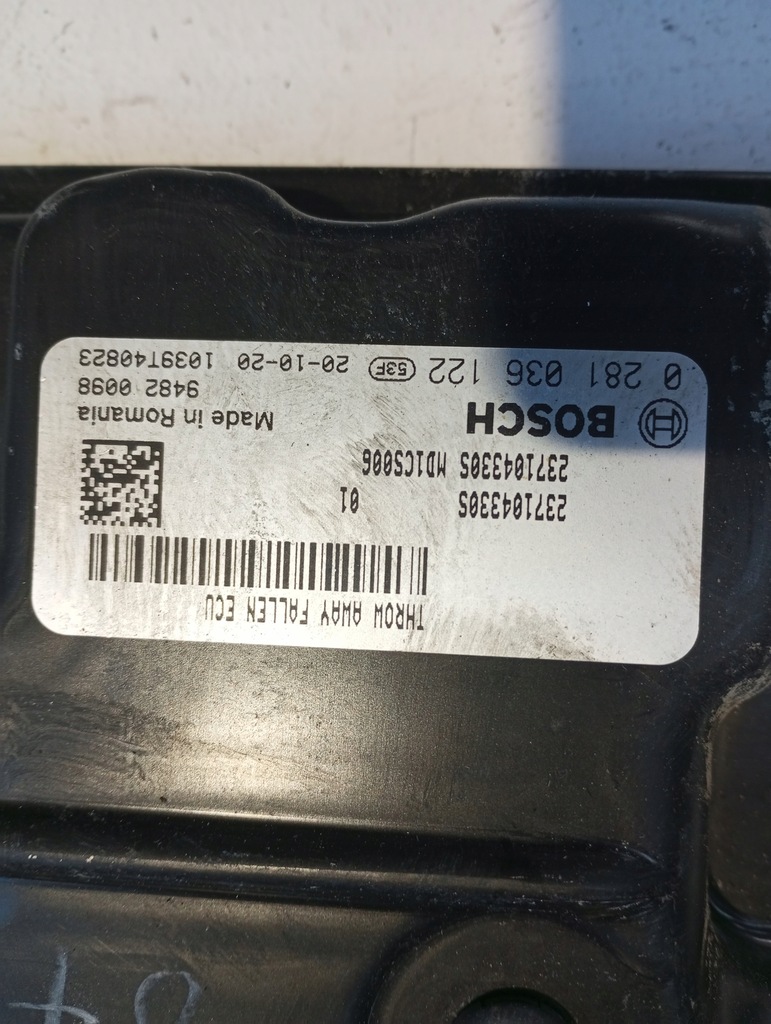 THROW AWAY FALLEN ECU
237104330S 01
237104330S MD1CS006
BOSCH Made in Romania
9482 0098
0 281 036 122 53F 20-10-20 1039T40823